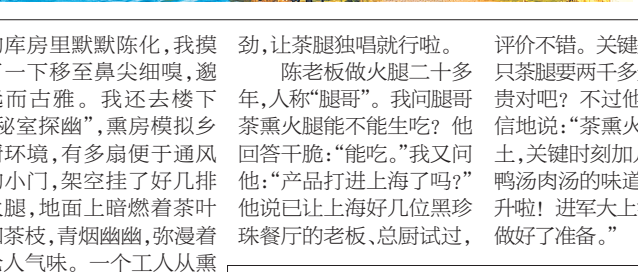 库房里默默陈化，我摸
一下移至鼻尖细嗅，邈
而古雅。我还去楼下
秘室探幽”，熏房模拟乡
环境，有多扇便于通风
小门，架空挂了好几排
腿，地面上暗燃着茶叶
茶枝，青烟幽幽，弥漫着
人气味。一个工人从熏
劲，让茶腿独唱就行啦。
陈老板做火腿二十多
年，人称“腿哥”。我问腿哥
茶熏火腿能不能生吃？他
回答干脆：“能吃。”我又问
他：“产品打进上海了吗？”
他说已让上海好几位黑珍
珠餐厅的老板、总厨试过，
评价不错。关键
只茶腿要两千多
贵对吧？不过他
信地说：“茶熏火
土，关键时刻加
鸭汤肉汤的味道
升啦！进军大上
做好了准备。”